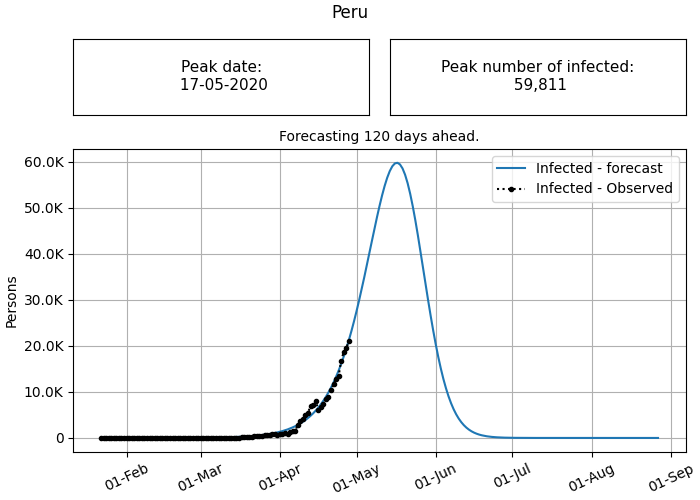 Peru
Peak date:
17-05-2020
Peak number of infected:
59,811
Forecasting 120 days ahead.
Infected - forecast
Infected - Observed
60.0K
50.0K
40.0K
30.0K
20.0K
10.0K
0
Persons
01-Feb
01-Mar
01-Apr
01-May
01-Jun
01-Jul
01-Aug
01-Sep